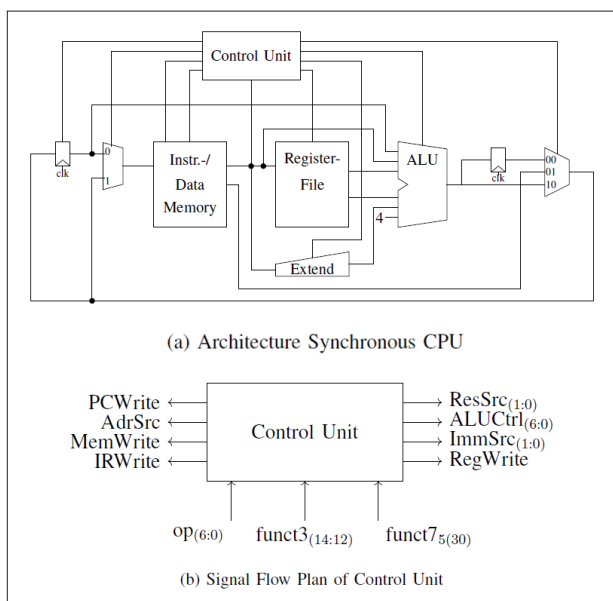 Control Unit
0
1
clk
Instr.-/
Data
Memory
Register-
File
ALU
4
Extend
clk
00
01
10
(a) Architecture Synchronous CPU
PCWrite
AdrSrc
MemWrite
IRWrite
Control Unit
ResSrc(1:0)
ALUCtrl(6:0)
ImmSrc(1:0)
RegWrite
op(6:0)
funct3(14:12)
funct75(30)
(b) Signal Flow Plan of Control Unit